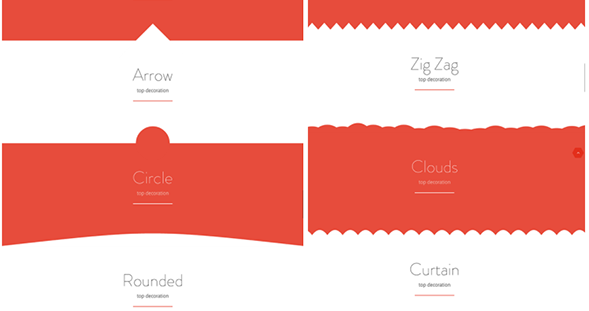 Arrow
top decoration
Zig Zag
top decoration
Circle
top decoration
Clouds
top decoration
Rounded
top decoration
Curtain
top decoration